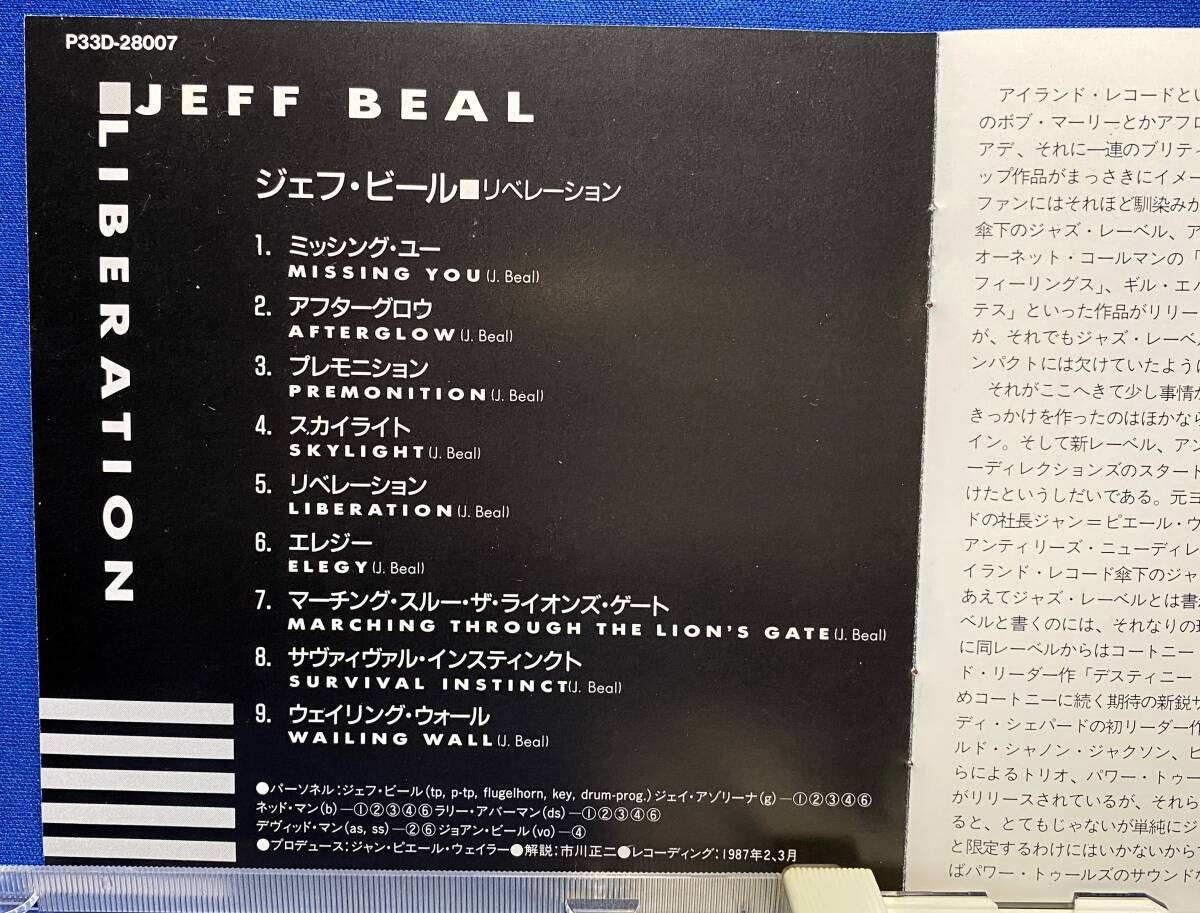 P33D-28007
■JEFF BEAL
■LIBERATION
ジェフ・ビール■リベレーション
1. ミッシング・ユー
MISSING YOU (J. Beal)
2. アフターグロウ
AFTERGLOW (J. Beal)
3. プレモニション
PREMONITION (J. Beal)
4. スカイライト
SKYLIGHT (J. Beal)
5. リベレーション
LIBERATION (J. Beal)
6. エレジー
ELEGY (J. Beal)
7. マーチング・スルー・ザ・ライオンズ・ゲート
MARCHING THROUGH THE LION'S GATE (J. Beal)
8. サヴァイヴァル・インスティンクト
SURVIVAL INSTINCT (J. Beal)
9. ウェイリング・ウォール
WAILING WALL (J. Beal)
●パーソネル：ジェフ・ビール(tp, p-tp, flugelhorn, key, drum-prog.) ジェイ・アゾリーナ(g)—①②③④⑥
ネッド・マン(b)—①②③④⑥ ラリー・アバーマン(ds)—①②③④⑥
デヴィッド・マン(as, ss)—②⑥ ジョアン・ビール(vo)—④
●プロデュース：ジャン・ピエール・ウェイラー●解説：市川正二●レコーディング：1987年2、3月
アイランド・レコードとい
のボブ・マーリーとかアフロ
アデ、それに一連のブリティ
ップ作品がまっさきにイメー
ファンにはそれほど馴染みか
傘下のジャズ・レーベル、ア
オーネット・コールマンの「
フィーリングス」、ギル・エバ
テス」といった作品がリリー
が、それでもジャズ・レーベル
ンパクトには欠けていたように
それがここへきて少し事情か
きっかけを作ったのはほかなら
イン。そして新レーベル、アン
ーディレクションズのスタート
けたというしだいである。元ヨ
ドの社長ジャン＝ピエール・ウ
アンティリーズ・ニューディレ
イランド・レコード傘下のジャ
あえてジャズ・レーベルとは書
ベルと書くのには、それなりの
に同レーベルからはコートニー
ド・リーダー作「デスティニー
めコートニーに続く期待の新鋭サ
ディ・シェパードの初リーダー作
ルド・シャノン・ジャクソン、ビ
らによるトリオ、パワー・トゥー
がリリースされているが、それら
ると、とてもじゃないが単純にジ
と限定するわけにはいかないから
ばパワー・トゥールズのサウンドな